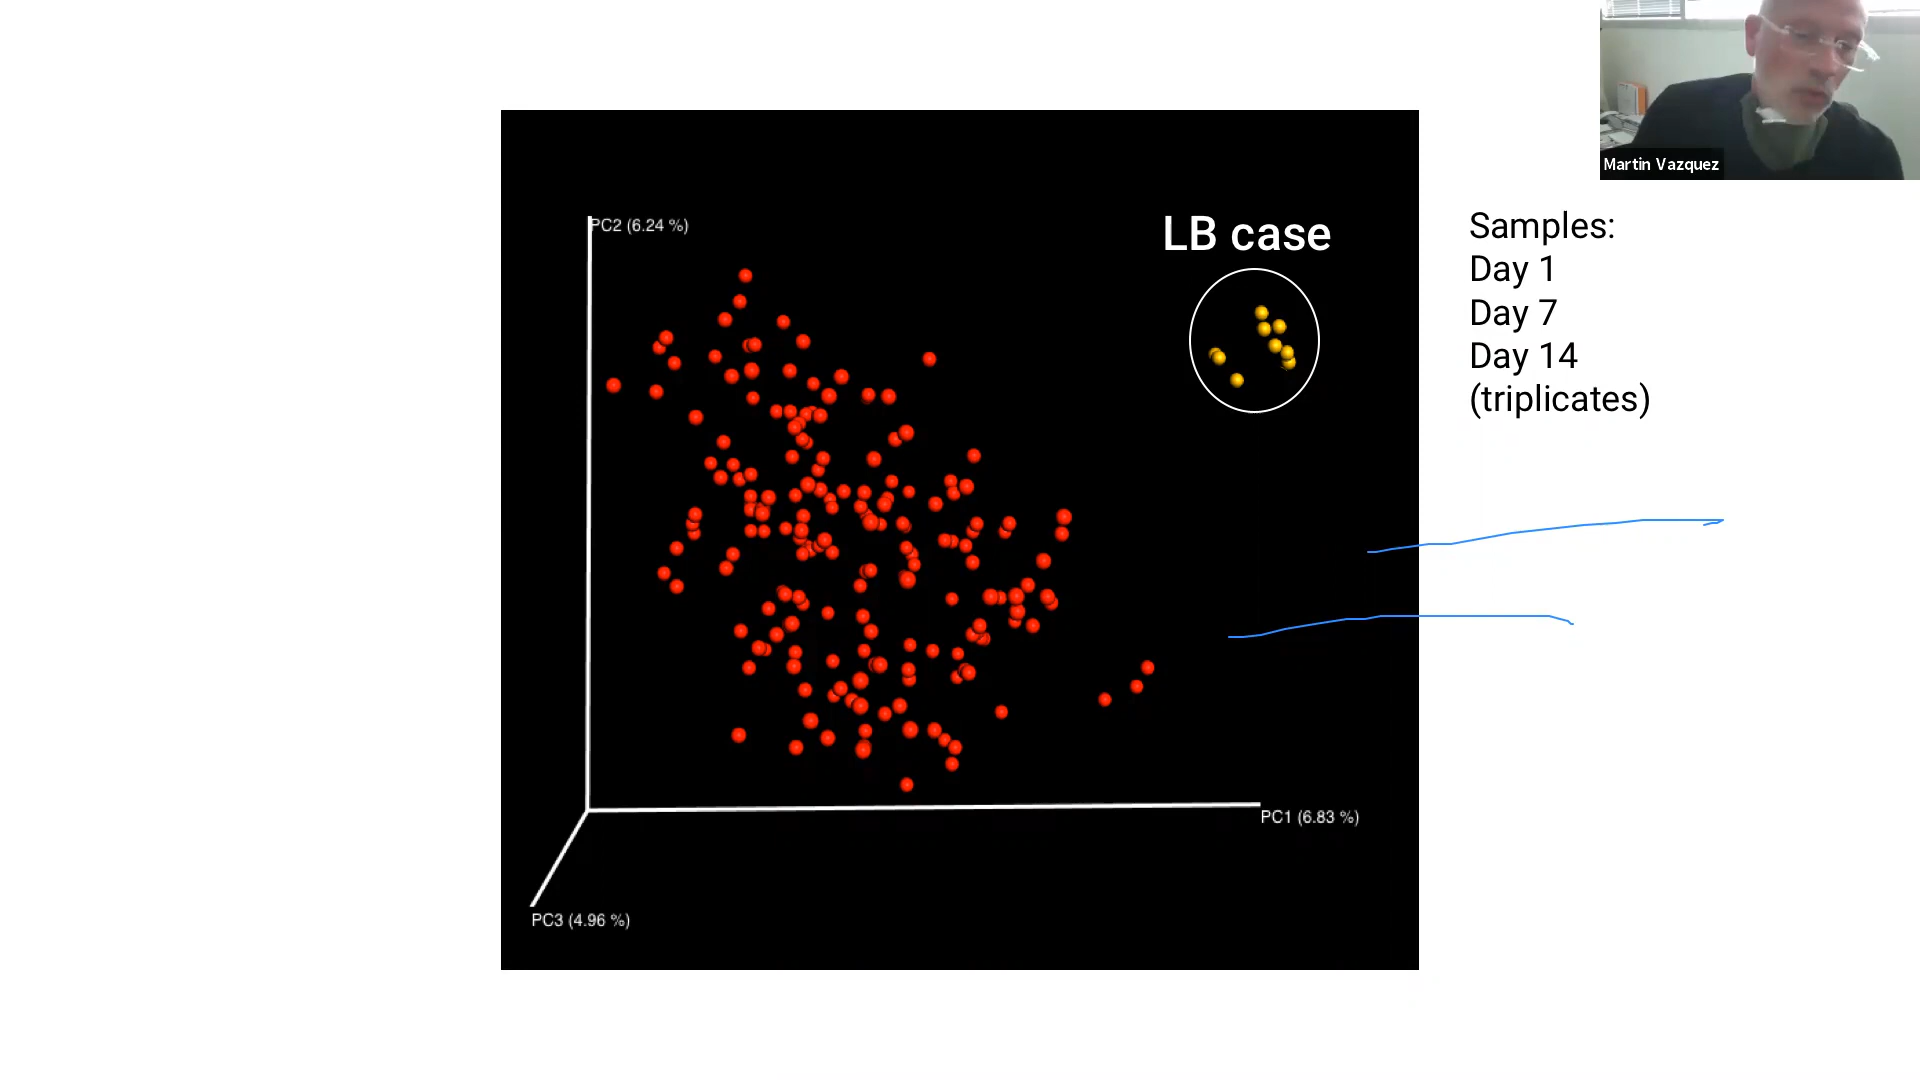 Martin Vazquez
PC2 (6.24 %)
LB case
Samples:
Day 1
Day 7
Day 14
(triplicates)
PC1 (6.83 %)
PC3 (4.96 %)